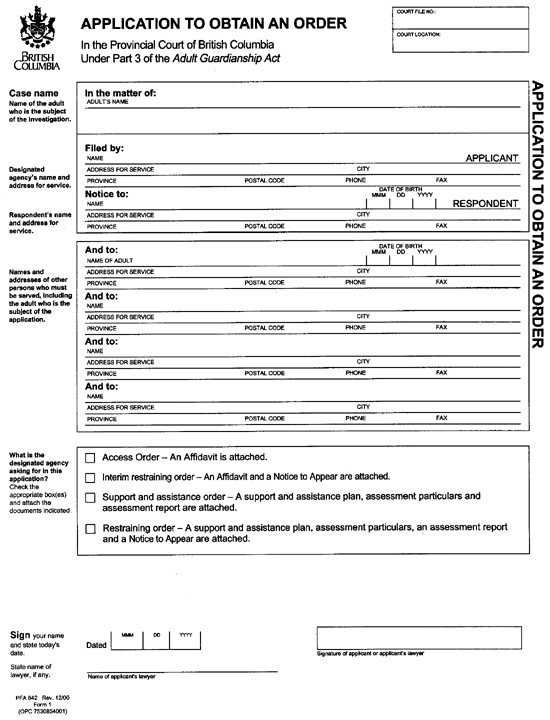 BRITISH
COLUMBIA
APPLICATION TO OBTAIN AN ORDER
In the Provincial Court of British Columbia
Under Part 3 of the Adult Guardianship Act
COURT FILE NO.:
COURT LOCATION:
Case name
Name of the adult
who is the subject
of the investigation.
In the matter of:
ADULT'S NAME
Designated
agency's name and
address for service.
Filed by:
NAME APPLICANT
ADDRESS FOR SERVICE CITY
PROVINCE POSTAL CODE PHONE FAX
Respondent's name
and address for
service.
Notice to: DATE OF BIRTH
MMM DD YYYY
NAME RESPONDENT
ADDRESS FOR SERVICE CITY
PROVINCE POSTAL CODE PHONE FAX
APPLICATION TO OBTAIN AN ORDER
Names and
addresses of other
persons who must
be served, including
the adult who is the
subject of the
application.
And to: DATE OF BIRTH
MMM DD YYYY
NAME OF ADULT
ADDRESS FOR SERVICE CITY
PROVINCE POSTAL CODE PHONE FAX
And to:
NAME
ADDRESS FOR SERVICE CITY
PROVINCE POSTAL CODE PHONE FAX
And to:
NAME
ADDRESS FOR SERVICE CITY
PROVINCE POSTAL CODE PHONE FAX
And to:
NAME
ADDRESS FOR SERVICE CITY
PROVINCE POSTAL CODE PHONE FAX
What is the
designated agency
asking for in this
application?
Check the
appropriate box(es)
and attach the
documents indicated.
Access Order – An Affidavit is attached.
Interim restraining order – An Affidavit and a Notice to Appear are attached.
Support and assistance order – A support and assistance plan, assessment particulars and
assessment report are attached.
Restraining order – A support and assistance plan, assessment particulars, an assessment report
and a Notice to Appear are attached.
Sign your name
and state today's
date.
State name of
lawyer, if any.
Dated MMM DD YYYY
Signature of applicant or applicant's lawyer
Name of applicant's lawyer
PFA 842 Rev. 12/00
Form 1
(OPC 7530854001)